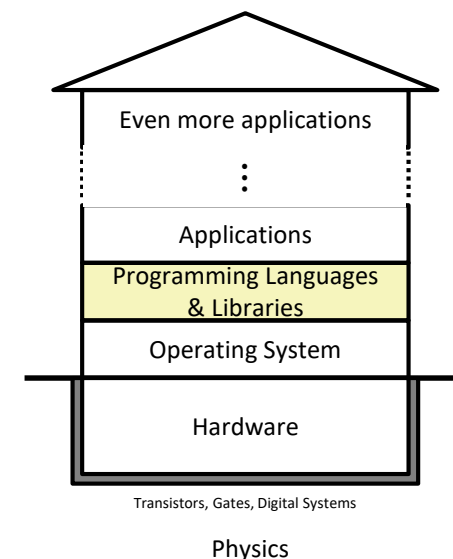 Even more applications
⋮
Applications
Programming Languages
& Libraries
Operating System
Hardware
Transistors, Gates, Digital Systems
Physics